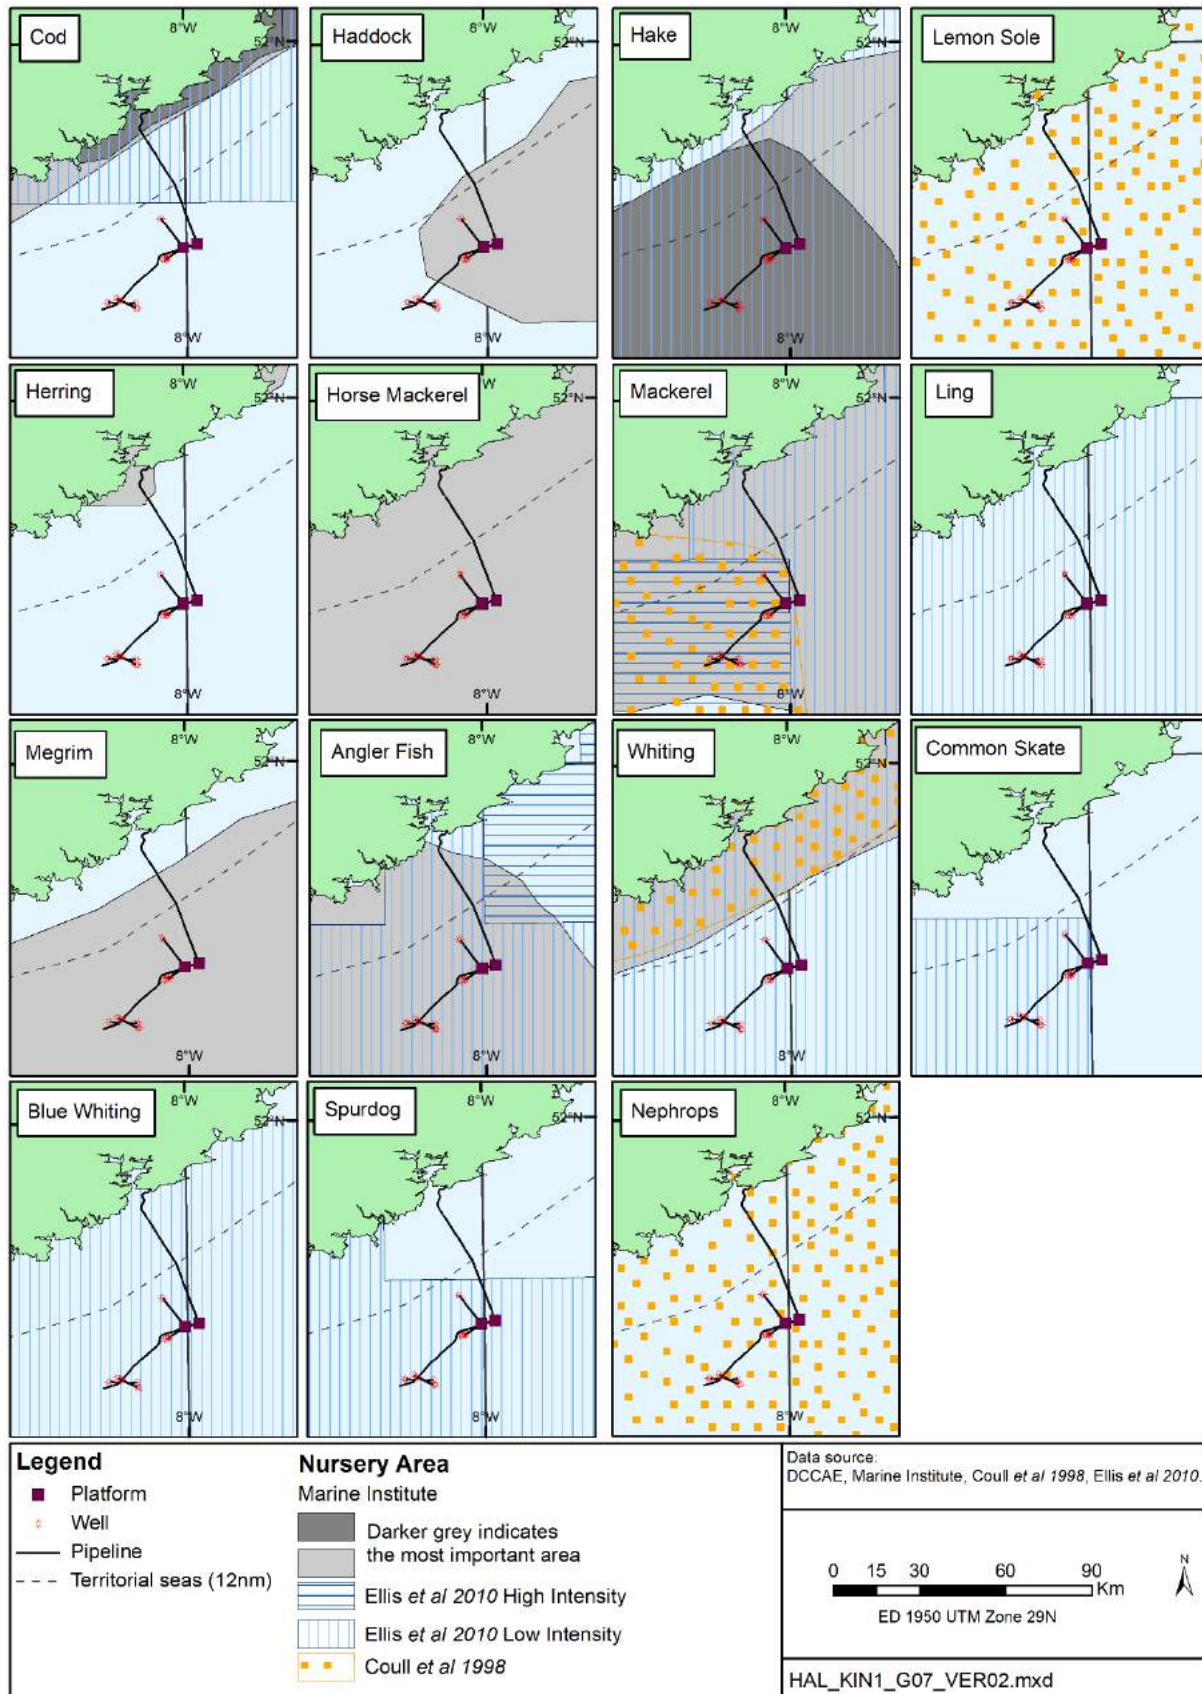 Cod
8°W
52°N
8°W
Haddock
8°W
8°W
Hake
8°W
52°N
8°W
Lemon Sole
Herring
8°W
52°N
8°W
Horse Mackerel
8°W
Mackerel
8°W
52°N
8°W
Ling
Megrim
8°W
52°N
8°W
Angler Fish
8°W
8°W
Whiting
8°W
52°N
8°W
Common Skate
Blue Whiting
8°W
52°N
8°W
Spurdog
8°W
8°W
Nephrops
8°W
52°N
8°W
Legend
Platform
Well
Pipeline
Territorial seas (12nm)
Nursery Area
Marine Institute
Darker grey indicates
the most important area
Ellis et al 2010 High Intensity
Ellis et al 2010 Low Intensity
Coull et al 1998
Data source:
DCCAE, Marine Institute, Coull et al 1998, Ellis et al 2010.
N
0 15 30 60 90
Km
ED 1950 UTM Zone 29N
HAL_KIN1_G07_VER02.mxd